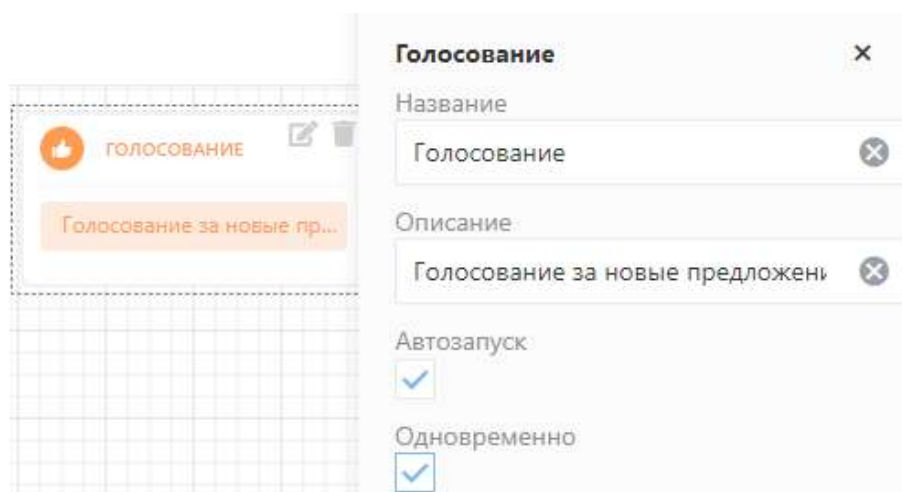 Голосование
Название
ГОЛОСОВАНИЕ
Голосование
Голосование за новые пр...
Описание
Голосование за новые предложени
Автозапуск
Одновременно